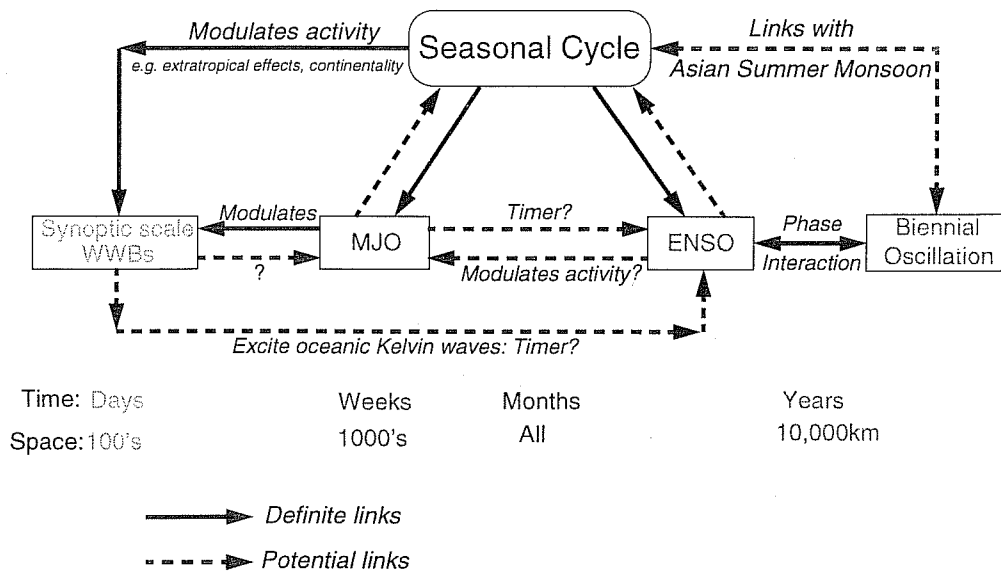 Modulates activity
e.g. extratropical effects, continentality
Seasonal Cycle
Links with
Asian Summer Monsoon
Synoptic scale
WWBs
Modulates
?
MJO
Timer?
Modulates activity?
ENSO
Phase
Interaction
Biennial
Oscillation
Excite oceanic Kelvin waves: Timer?
Time: Days Weeks Months Years
Space: 100's 1000's All 10,000km
Definite links
Potential links